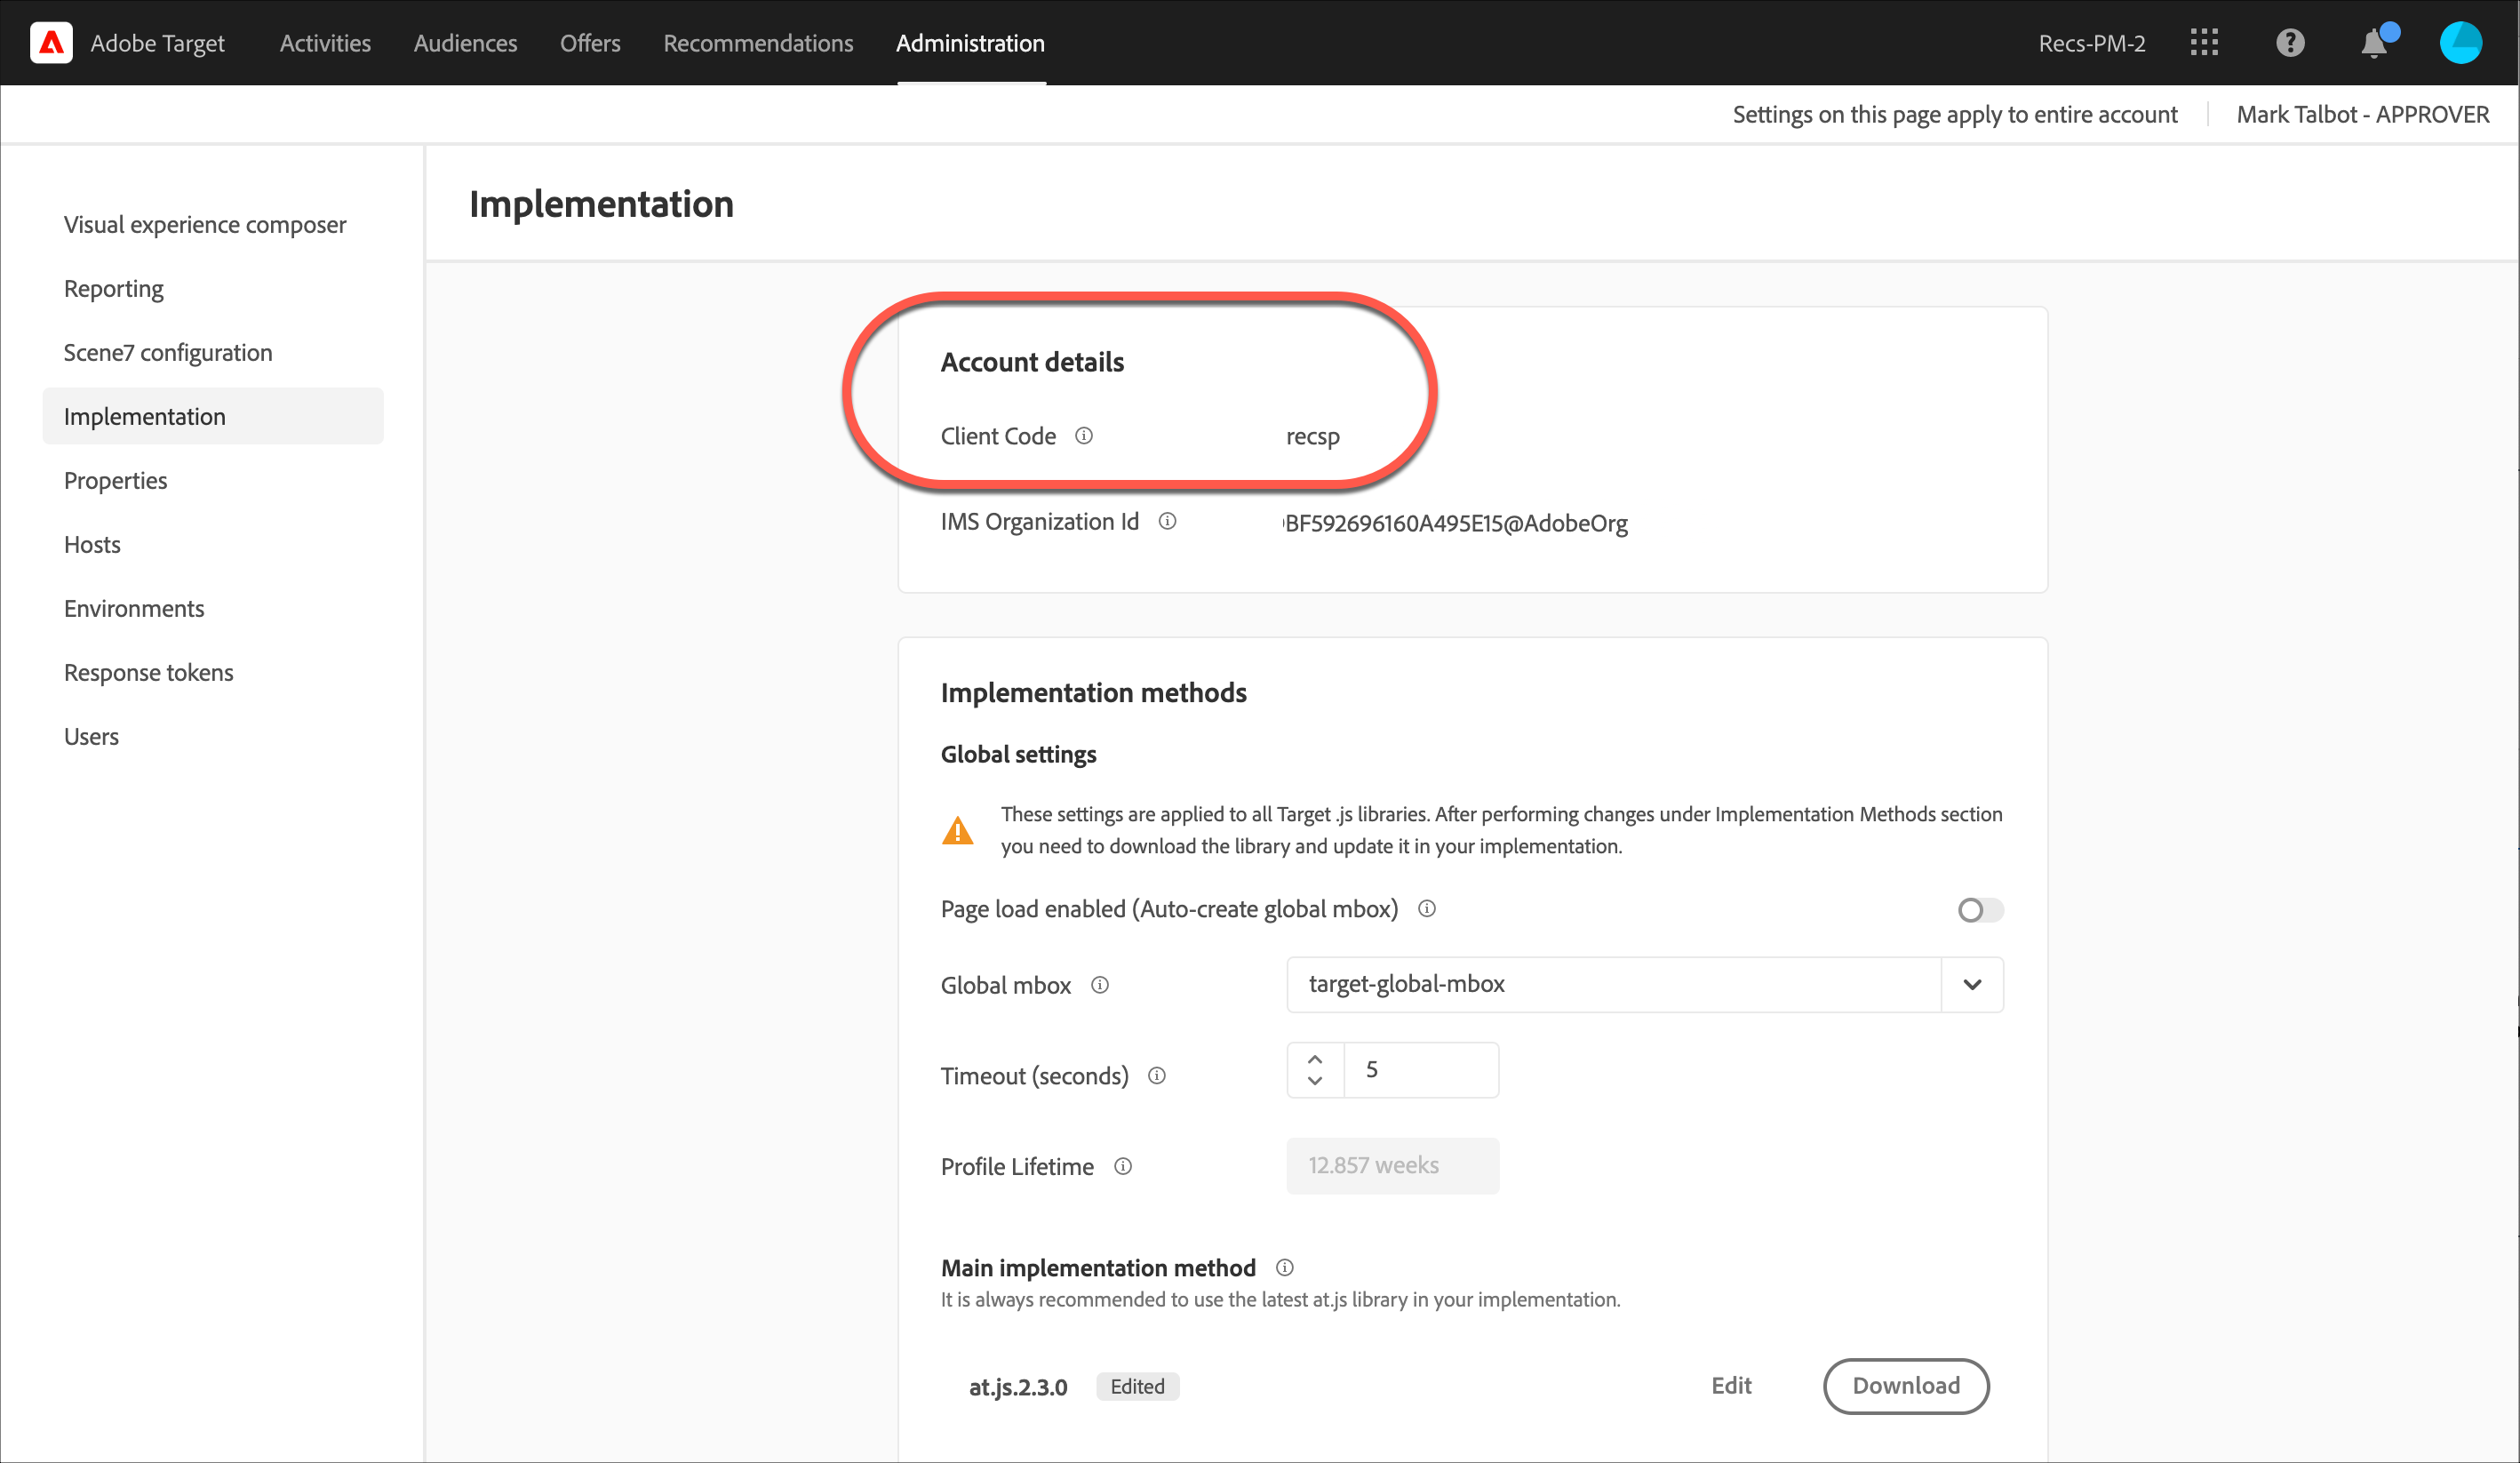 Adobe Target Activities Audiences Offers Recommendations Administration Recs-PM-2
Settings on this page apply to entire account Mark Talbot - APPROVER
Visual experience composer
Reporting
Scene7 configuration
Implementation
Properties
Hosts
Environments
Response tokens
Users
Implementation
Account details
Client Code recsp
IMS Organization Id BF592696160A495E15@AdobeOrg
Implementation methods
Global settings
These settings are applied to all Target .js libraries. After performing changes under Implementation Methods section
you need to download the library and update it in your implementation.
Page load enabled (Auto-create global mbox)
Global mbox target-global-mbox
Timeout (seconds) 5
Profile Lifetime 12.857 weeks
Main implementation method
It is always recommended to use the latest at.js library in your implementation.
at.js.2.3.0 Edited Edit Download